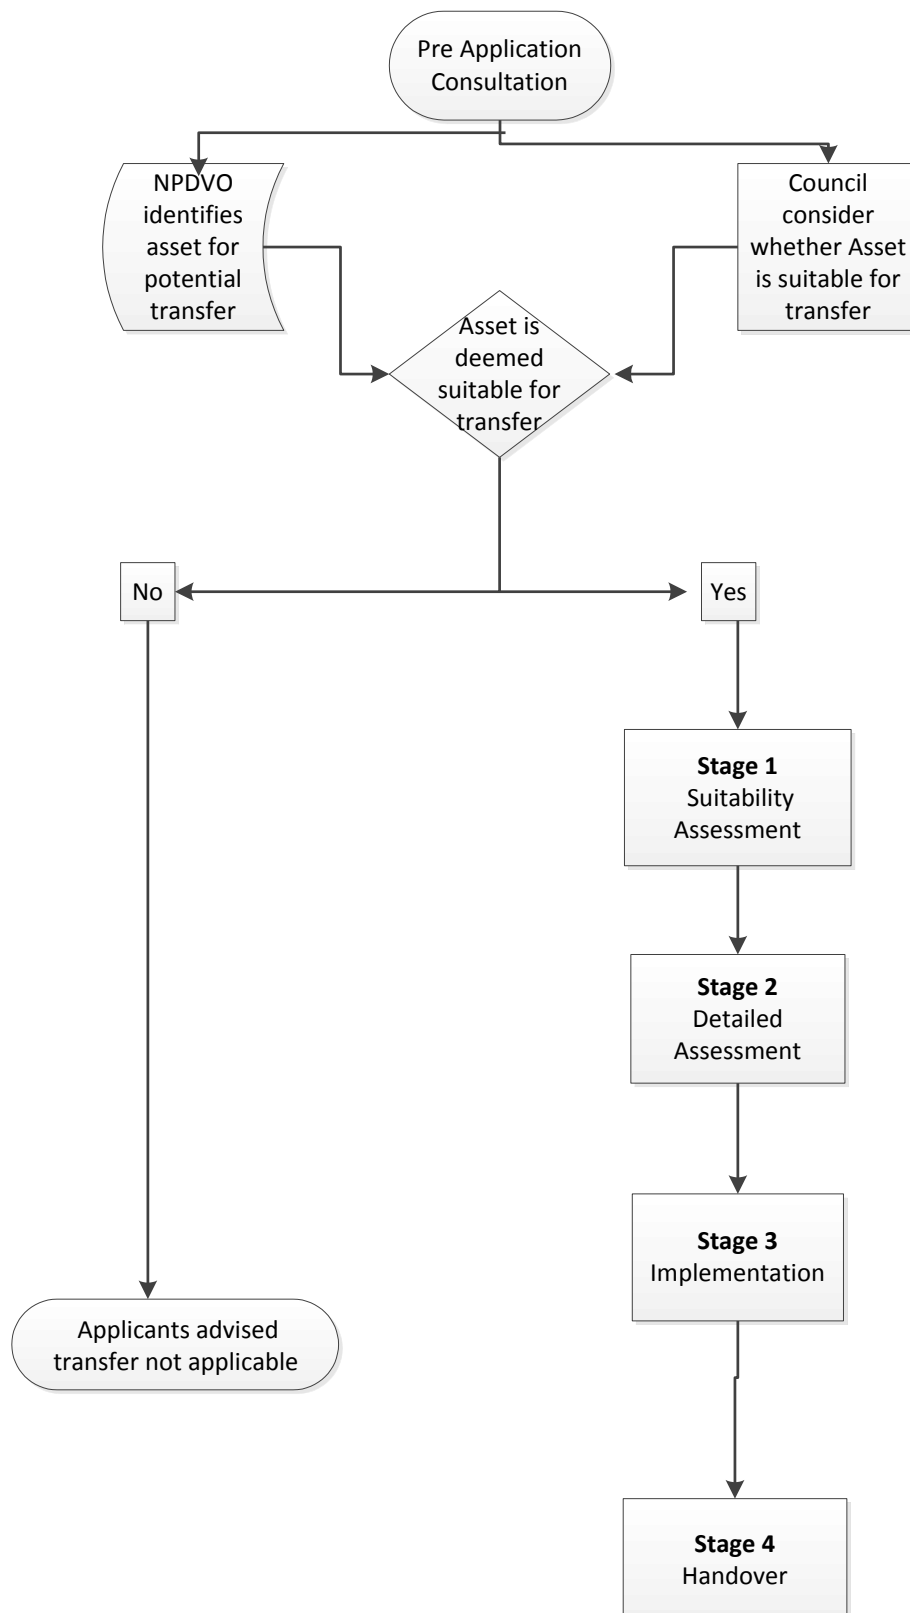 Pre Application
Consultation
NPDVO
identifies
asset for
potential
transfer
Council
consider
whether Asset
is suitable for
transfer
Asset is
deemed
suitable for
transfer
No
Yes
Stage 1
Suitability
Assessment
Stage 2
Detailed
Assessment
Stage 3
Implementation
Applicants advised
transfer not applicable
Stage 4
Handover